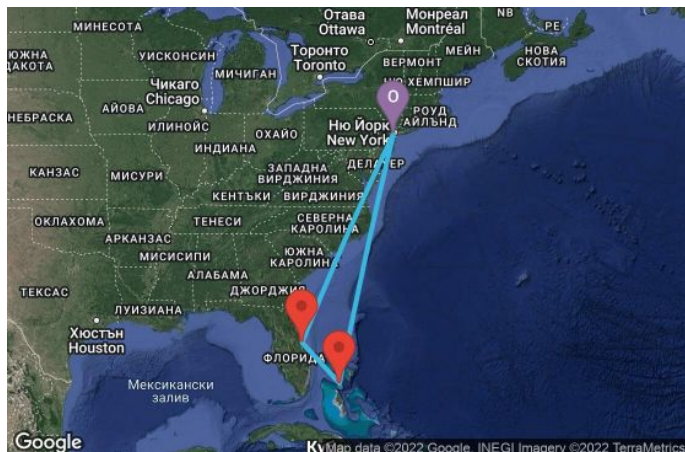 МИНЕСОТА
Отава
Ottawa
Монреал
Montréal
NB
PE
ЮЖНА
ДАКОТА
УИСКОНСИН
Торонто
Toronto
МЕЙН
НОВА
СКОТИЯ
МИЧИГАН
ВЕРМОНТ
НЮ ХЕМПШИР
Чикаго
Chicago
НЕБРАСКА
АЙОВА
O
РОУД
АЙЛЪНД
ИЛИНОЙС
ОХАЙО
Ню Йорк
New York
ИНДИАНА
КАНЗАС
МИСУРИ
ЗАПАДНА
ВИРДЖИНИЯ
КЕНТЪКИ
ВИРДЖИНИЯ
ОКЛАХОМА
ТЕНЕСИ
СЕВЕРНА
КАРОЛИНА
АРКАНЗАС
МИСИСИПИ
ЮЖНА
КАРОЛИНА
АЛАБАМА
ТЕКСАС
ДЖОРДЖИЯ
ЛУИЗИАНА
Хюстън
Houston
ФЛОРИДА
Мексикански
залив
Google
Map data ©2022 Google, INEGI Imagery ©2022 TerraMetrics